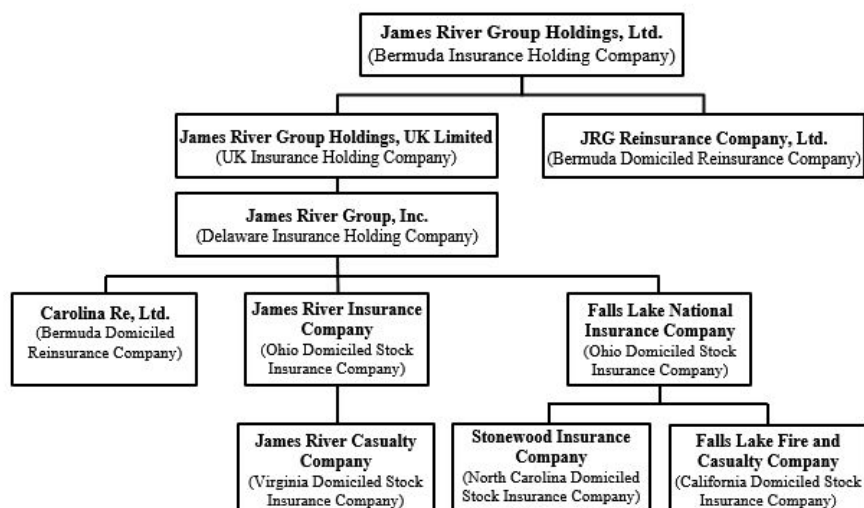 James River Group Holdings, Ltd.
(Bermuda Insurance Holding Company)
James River Group Holdings, UK Limited
(UK Insurance Holding Company)
JRG Reinsurance Company, Ltd.
(Bermuda Domiciled Reinsurance Company)
James River Group, Inc.
(Delaware Insurance Holding Company)
Carolina Re, Ltd.
(Bermuda Domiciled
Reinsurance Company)
James River Insurance
Company
(Ohio Domiciled Stock
Insurance Company)
Falls Lake National
Insurance Company
(Ohio Domiciled Stock
Insurance Company)
James River Casualty
Company
(Virginia Domiciled Stock
Insurance Company)
Stonewood Insurance
Company
(North Carolina Domiciled
Stock Insurance Company)
Falls Lake Fire and
Casualty Company
(California Domiciled Stock
Insurance Company)